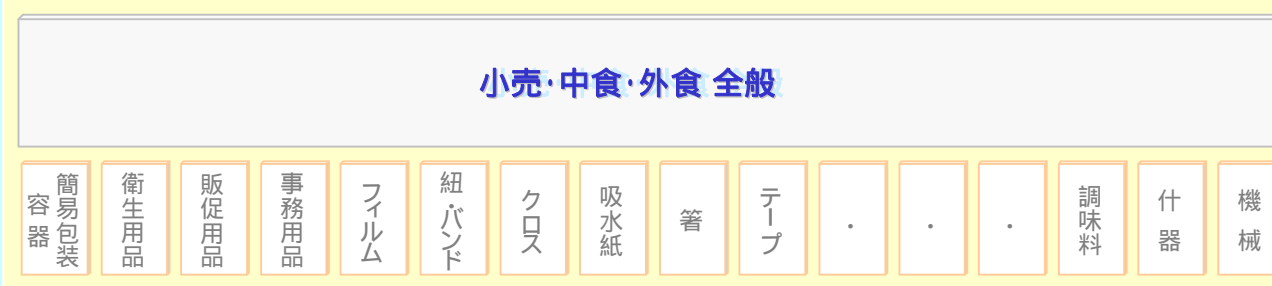 小売･中食･外食 全般
簡易包装
容器
衛生用品
販促用品
事務用品
フィルム
紐・バンド
クロス
吸水紙
箸
テープ
・
・
・
調味料
什器
機械